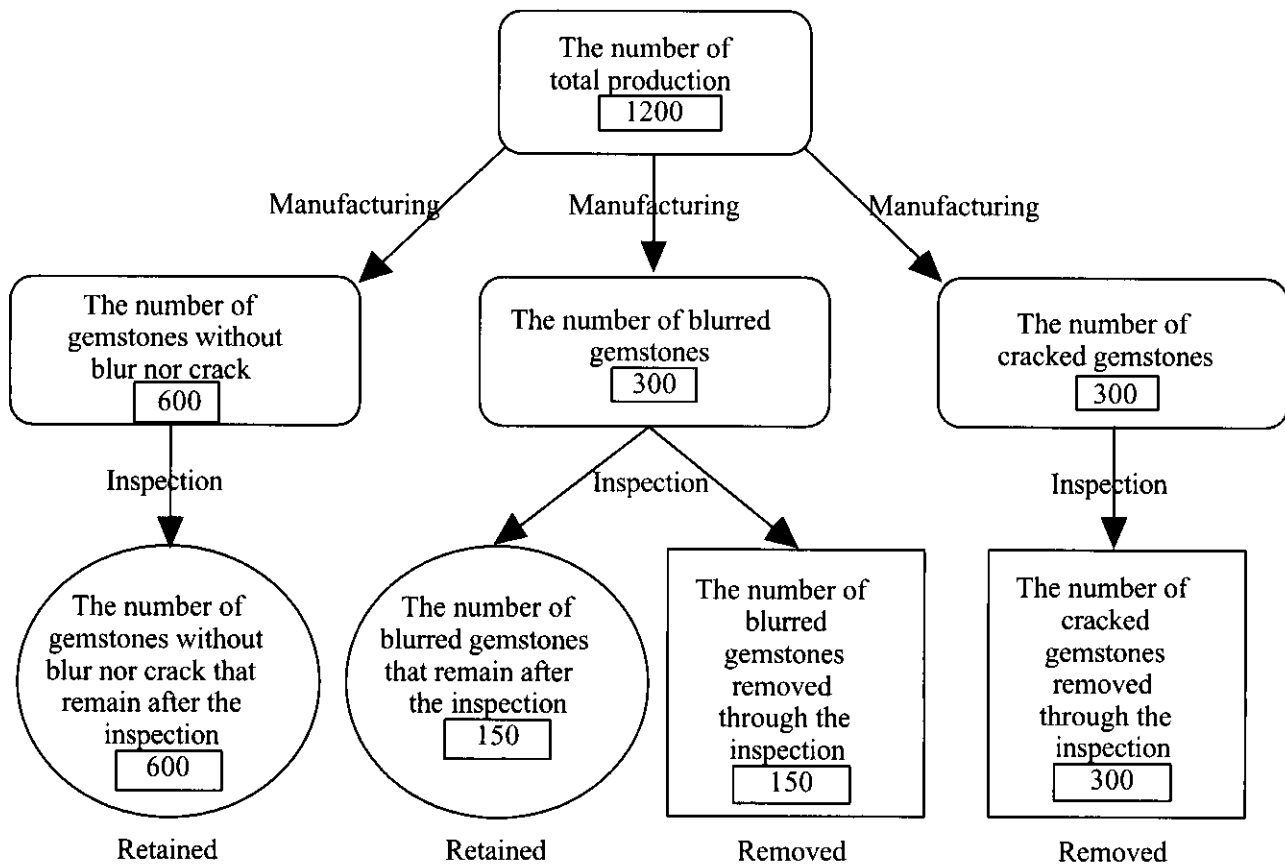 The number of
total production
1200
Manufacturing
Manufacturing
Manufacturing
The number of
gemstones without
blur nor crack
600
The number of blurred
gemstones
300
The number of
cracked gemstones
300
Inspection
Inspection
Inspection
The number of
gemstones without
blur nor crack that
remain after the
inspection
600
The number of
blurred gemstones
that remain after
the inspection
150
The number of
blurred
gemstones
removed
through the
inspection
150
The number of
cracked
gemstones
removed
through the
inspection
300
Retained
Retained
Removed
Removed